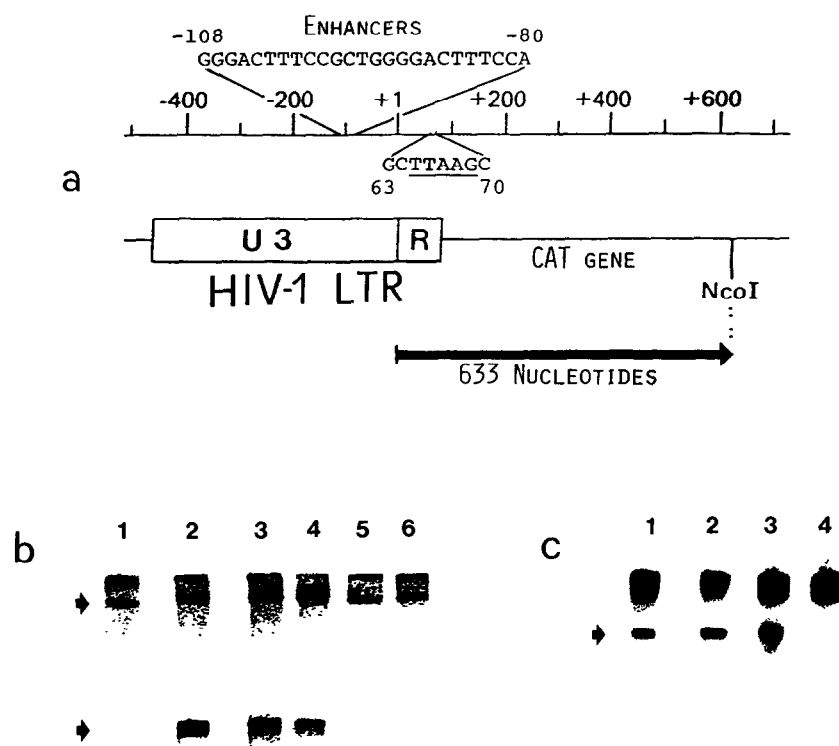 ENHANCERS
-108 -80
GGGACTTTCCGCTGGGGACTTTCCA
-400 -200 +1 +200 +400 +600
GCTTAAGC
63 70
a
U 3 R
CAT GENE
HIV-1 LTR
NcoI
633 NUCLEOTIDES
b 1 2 3 4 5 6
c 1 2 3 4